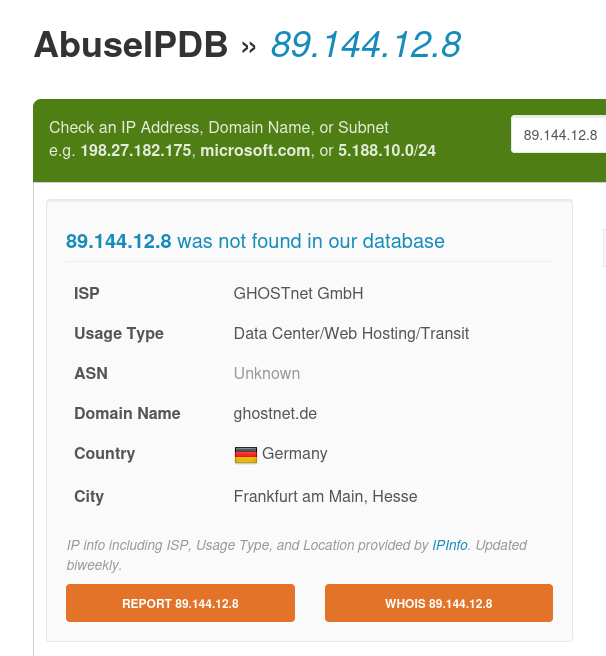 AbuseIPDB » 89.144.12.8
Check an IP Address, Domain Name, or Subnet
e.g. 198.27.182.175, microsoft.com, or 5.188.10.0/24
89.144.12.8
89.144.12.8 was not found in our database
ISP GHOSTnet GmbH
Usage Type Data Center/Web Hosting/Transit
ASN Unknown
Domain Name ghostnet.de
Country Germany
City Frankfurt am Main, Hesse
IP info including ISP, Usage Type, and Location provided by IPInfo. Updated
biweekly.
REPORT 89.144.12.8 WHOIS 89.144.12.8